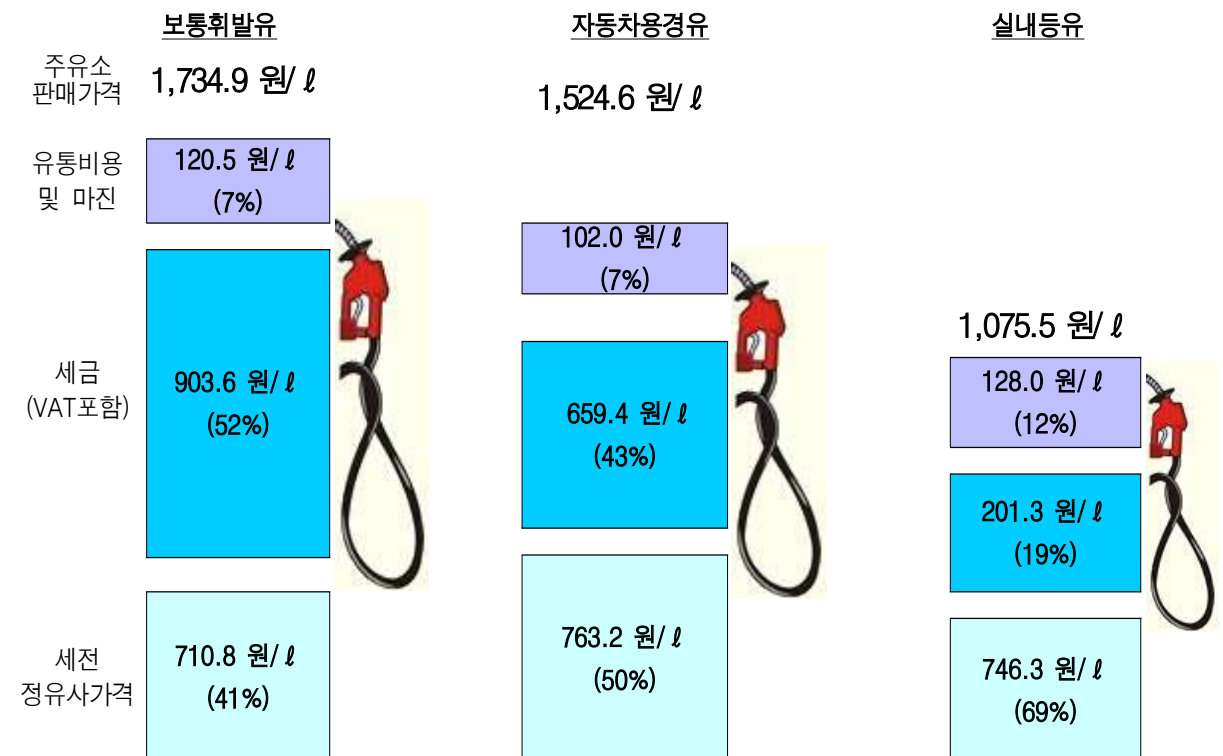 보통휘발유
자동차용경유
실내등유
주유소
판매가격
1,734.9 원/ℓ
1,524.6 원/ℓ
1,075.5 원/ℓ
유통비용
및 마진
120.5 원/ℓ
(7%)
102.0 원/ℓ
(7%)
128.0 원/ℓ
(12%)
세금
(VAT포함)
903.6 원/ℓ
(52%)
659.4 원/ℓ
(43%)
201.3 원/ℓ
(19%)
세전
정유사가격
710.8 원/ℓ
(41%)
763.2 원/ℓ
(50%)
746.3 원/ℓ
(69%)